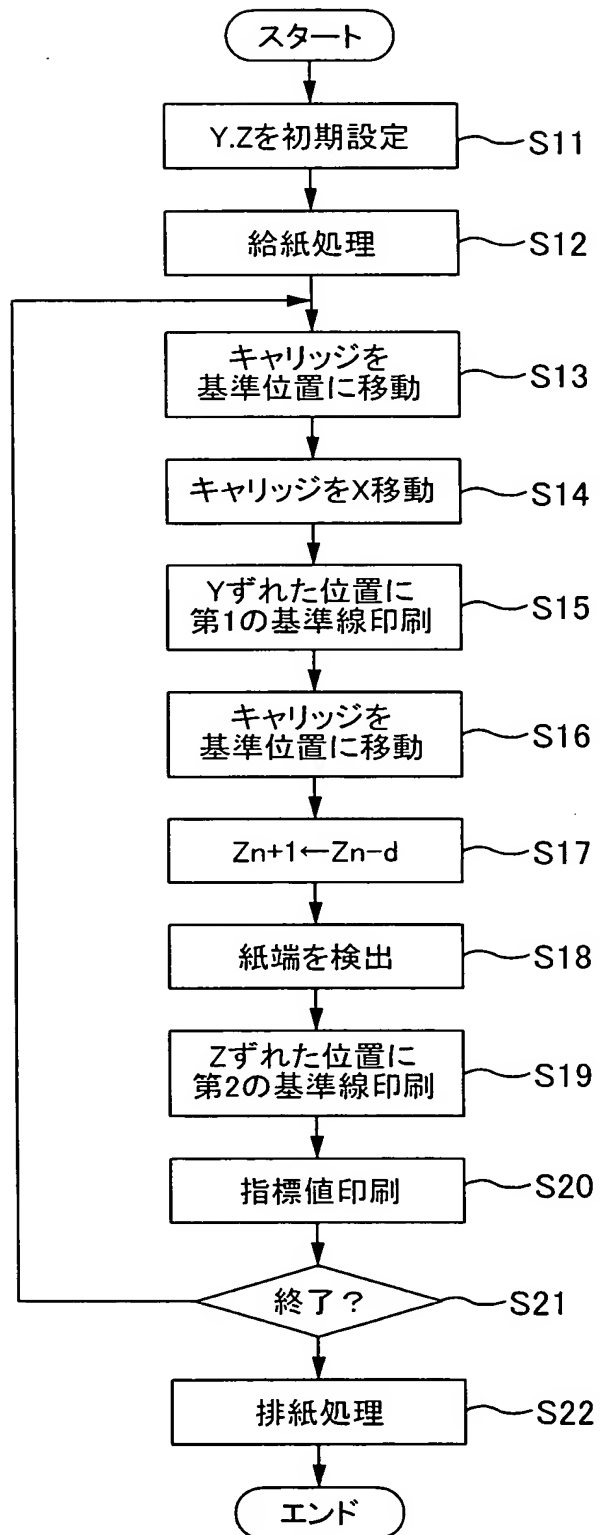 スタート
Y.Zを初期設定
S11
給紙処理
S12
キャリッジを
基準位置に移動
S13
キャリッジをX移動
S14
Yずれた位置に
第1の基準線印刷
S15
キャリッジを
基準位置に移動
S16
Zn+1←Zn-d
S17
紙端を検出
S18
Zずれた位置に
第2の基準線印刷
S19
指標値印刷
S20
終了？
S21
排紙処理
S22
エンド